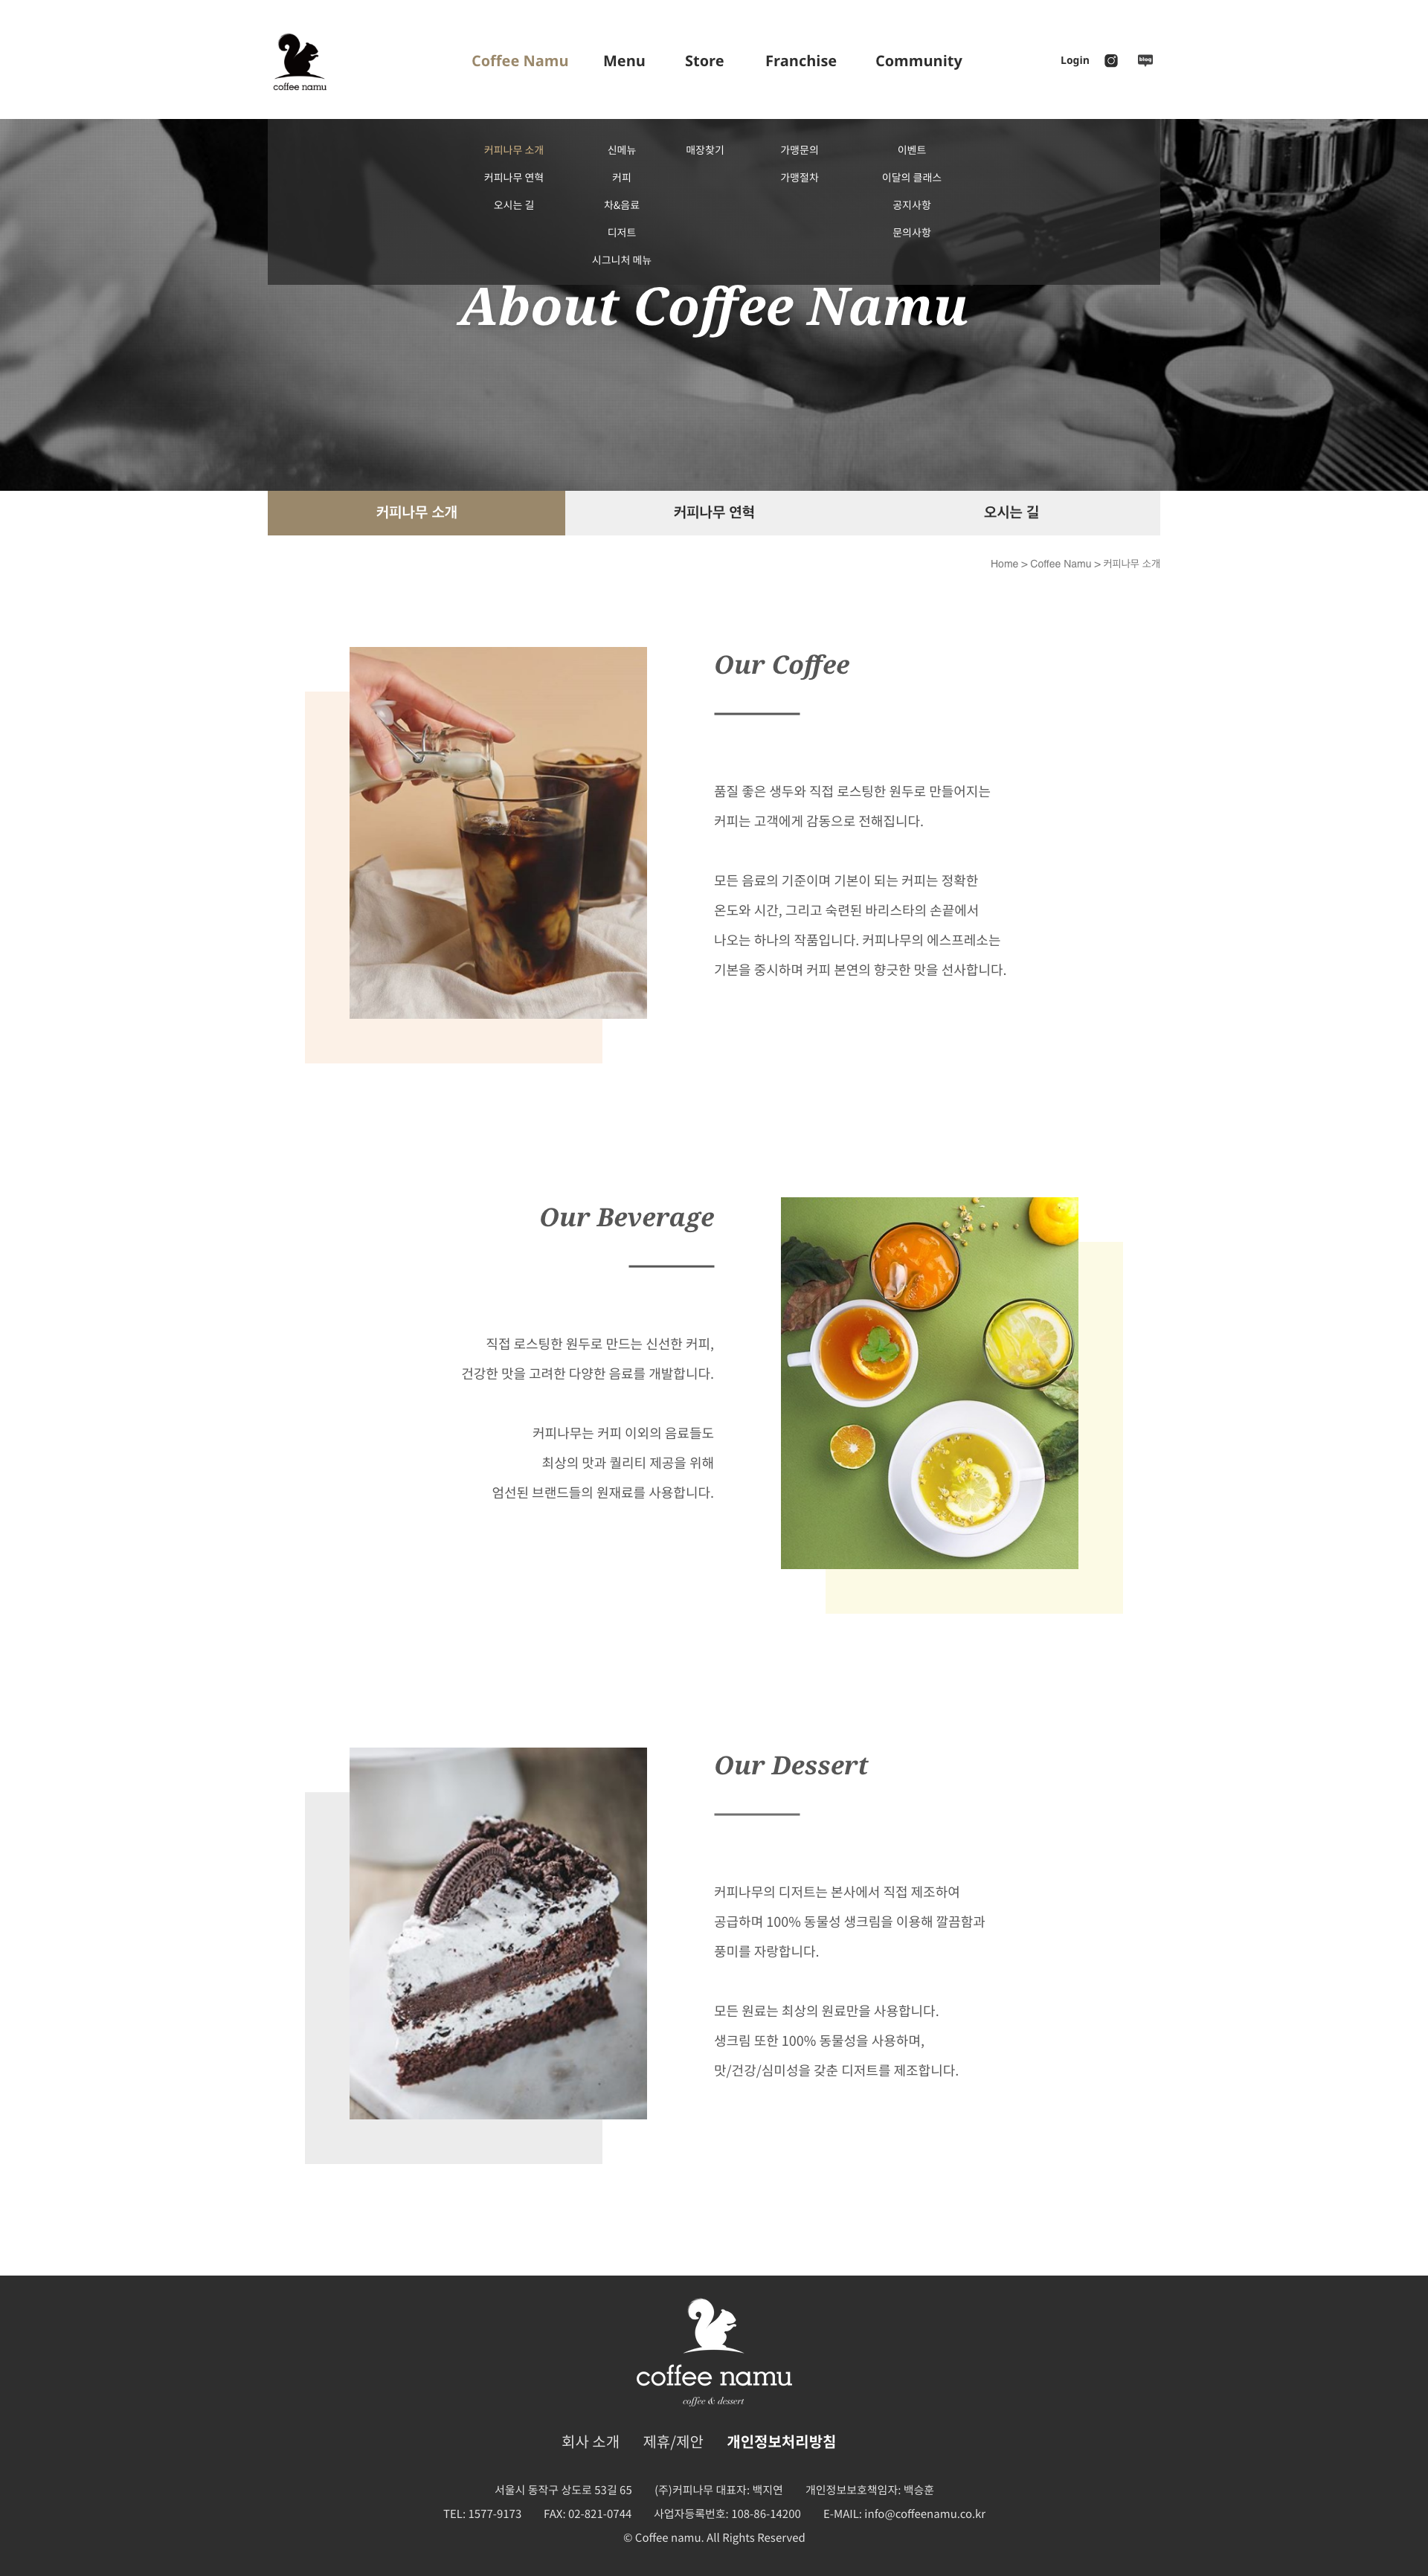 coffee namu
Coffee Namu Menu Store Franchise Community
Login
blog
커피나무 소개 신메뉴 매장찾기 가맹문의 이벤트
커피나무 연혁 커피 가맹절차 이달의 클래스
오시는 길 차&음료 공지사항
디저트 문의사항
시그니처 메뉴
About Coffee Namu
커피나무 소개 커피나무 연혁 오시는 길
Home > Coffee Namu > 커피나무 소개
Our Coffee
품질 좋은 생두와 직접 로스팅한 원두로 만들어지는
커피는 고객에게 감동으로 전해집니다.
모든 음료의 기준이며 기본이 되는 커피는 정확한
온도와 시간, 그리고 숙련된 바리스타의 손끝에서
나오는 하나의 작품입니다. 커피나무의 에스프레소는
기본을 중시하며 커피 본연의 향긋한 맛을 선사합니다.
Our Beverage
직접 로스팅한 원두로 만드는 신선한 커피,
건강한 맛을 고려한 다양한 음료를 개발합니다.
커피나무는 커피 이외의 음료들도
최상의 맛과 퀄리티 제공을 위해
엄선된 브랜드들의 원재료를 사용합니다.
Our Dessert
커피나무의 디저트는 본사에서 직접 제조하여
공급하며 100% 동물성 생크림을 이용해 깔끔함과
풍미를 자랑합니다.
모든 원료는 최상의 원료만을 사용합니다.
생크림 또한 100% 동물성을 사용하며,
맛/건강/심미성을 갖춘 디저트를 제조합니다.
coffee namu
coffee & dessert
회사 소개 제휴/제안 개인정보처리방침
서울시 동작구 상도로 53길 65 (주)커피나무 대표자: 백지연 개인정보보호책임자: 백승훈
TEL: 1577-9173 FAX: 02-821-0744 사업자등록번호: 108-86-14200 E-MAIL: info@coffeenamu.co.kr
© Coffee namu. All Rights Reserved